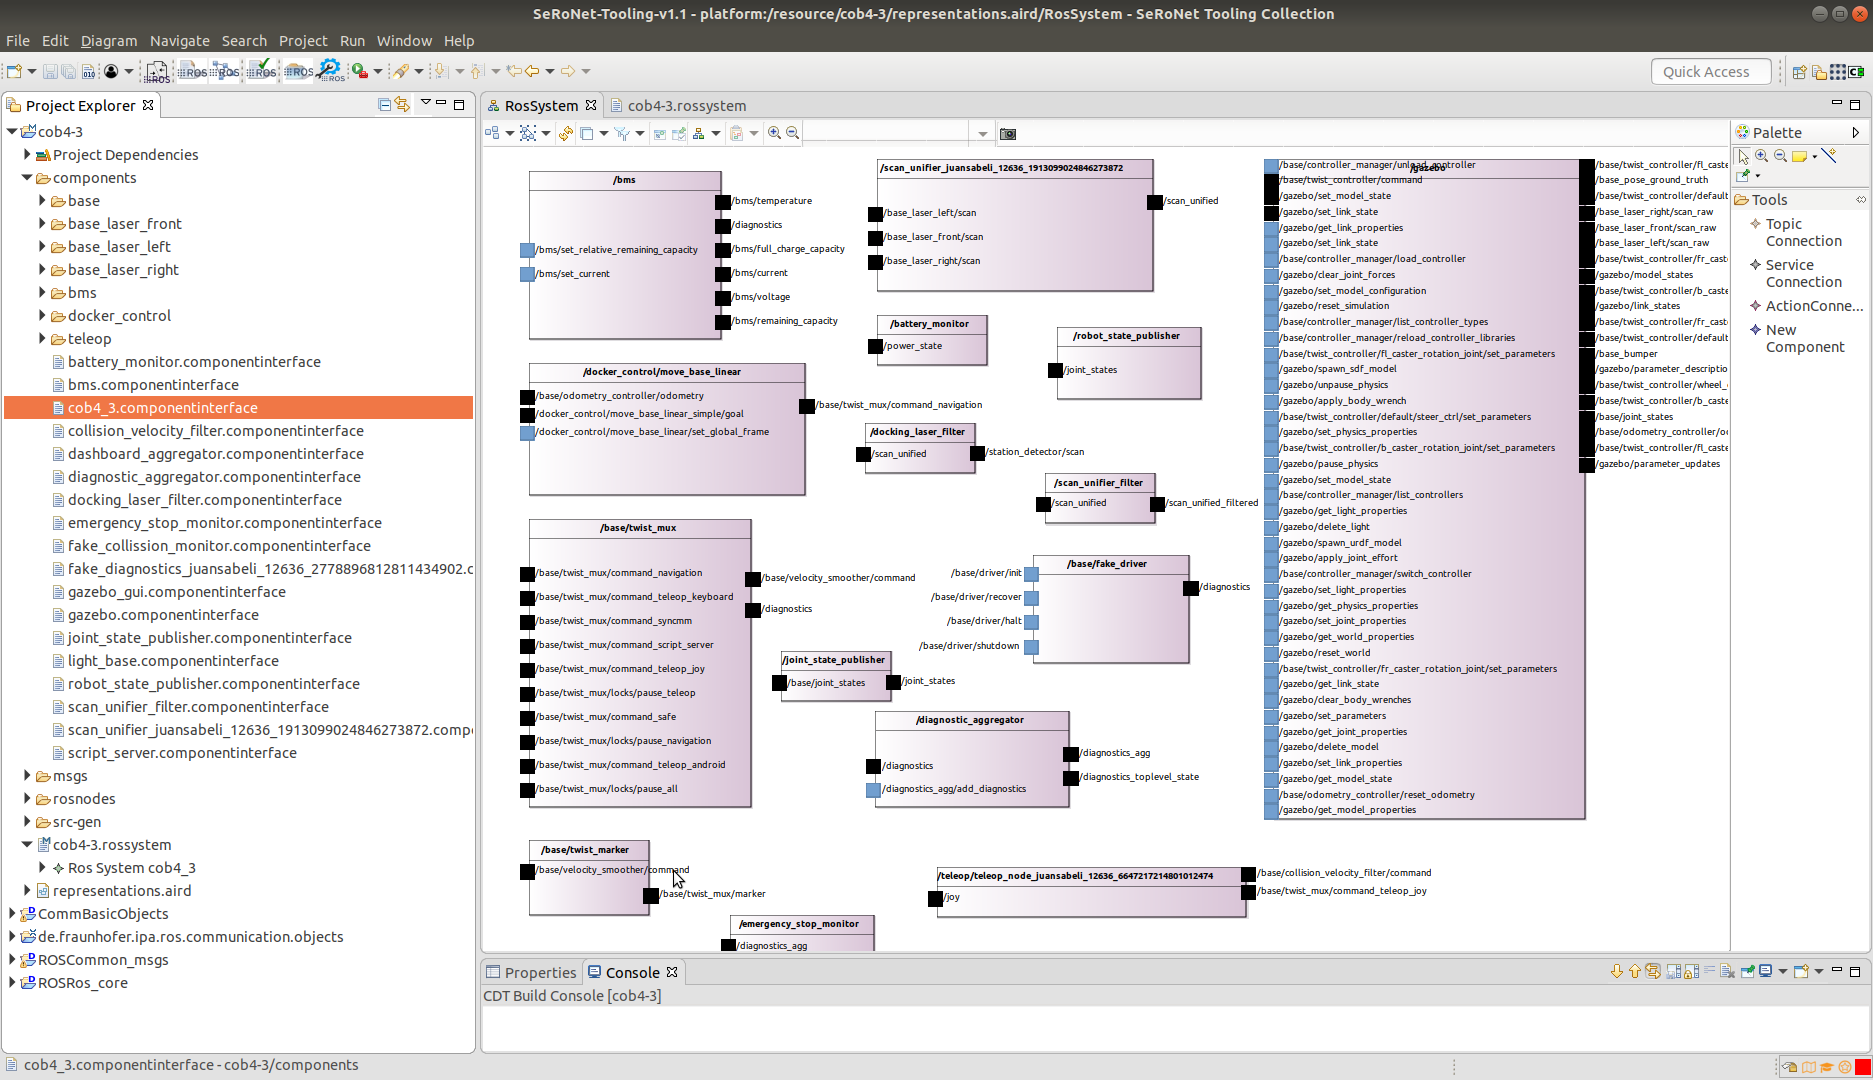 SeRoNet-Tooling-v1.1 - platform:/resource/cob4-3/representations.aird/RosSystem - SeRoNet Tooling Collection
File Edit Diagram Navigate Search Project Run Window Help
Quick Access
Project Explorer
cob4-3
Project Dependencies
components
base
base_laser_front
base_laser_left
base_laser_right
bms
docker_control
teleop
battery_monitor.componentinterface
bms.componentinterface
cob4_3.componentinterface
collision_velocity_filter.componentinterface
dashboard_aggregator.componentinterface
diagnostic_aggregator.componentinterface
docking_laser_filter.componentinterface
emergency_stop_monitor.componentinterface
fake_collission_monitor.componentinterface
fake_diagnostics_juansabeli_12636_2778896812811434902.c
gazebo_gui.componentinterface
gazebo.componentinterface
joint_state_publisher.componentinterface
light_base.componentinterface
robot_state_publisher.componentinterface
scan_unifier_filter.componentinterface
scan_unifier_juansabeli_12636_1913099024846273872.comp
script_server.componentinterface
msgs
rosnodes
src-gen
cob4-3.rossystem
Ros System cob4_3
representations.aird
CommBasicObjects
de.fraunhofer.ipa.ros.communication.objects
ROSCommon_msgs
ROSRos_core
RosSystem
cob4-3.rossystem
/bms
/bms/set_relative_remaining_capacity
/bms/set_current
/bms/temperature
/diagnostics
/bms/full_charge_capacity
/bms/current
/bms/voltage
/bms/remaining_capacity
/scan_unifier_juansabeli_12636_1913099024846273872
/base_laser_left/scan
/base_laser_front/scan
/base_laser_right/scan
/scan_unified
/battery_monitor
/power_state
/robot_state_publisher
/joint_states
/docker_control/move_base_linear
/base/odometry_controller/odometry
/docker_control/move_base_linear_simple/goal
/docker_control/move_base_linear/set_global_frame
/base/twist_mux/command_navigation
/docking_laser_filter
/scan_unified
/station_detector/scan
/scan_unifier_filter
/scan_unified
/scan_unified_filtered
/base/twist_mux
/base/twist_mux/command_navigation
/base/twist_mux/command_teleop_keyboard
/base/twist_mux/command_syncmm
/base/twist_mux/command_script_server
/base/twist_mux/command_teleop_joy
/base/twist_mux/locks/pause_teleop
/base/twist_mux/command_safe
/base/twist_mux/locks/pause_navigation
/base/twist_mux/command_teleop_android
/base/twist_mux/locks/pause_all
/base/velocity_smoother/command
/diagnostics
/base/fake_driver
/base/driver/init
/base/driver/recover
/base/driver/halt
/base/driver/shutdown
/diagnostics
/joint_state_publisher
/base/joint_states
/joint_states
/diagnostic_aggregator
/diagnostics
/diagnostics_agg/add_diagnostics
/diagnostics_agg
/diagnostics_toplevel_state
/base/twist_marker
/base/velocity_smoother/command
/base/twist_mux/marker
/emergency_stop_monitor
/diagnostics_agg
/teleop/teleop_node_juansabeli_12636_6647217214801012474
/joy
/base/collision_velocity_filter/command
/base/twist_mux/command_teleop_joy
/gazebo
/base/controller_manager/unload_controller
/base/twist_controller/command
/gazebo/set_model_state
/gazebo/set_link_state
/gazebo/get_link_properties
/gazebo/set_link_state
/base/controller_manager/load_controller
/gazebo/clear_joint_forces
/gazebo/set_model_configuration
/gazebo/reset_simulation
/base/controller_manager/list_controller_types
/base/controller_manager/reload_controller_libraries
/base/twist_controller/fl_caster_rotation_joint/set_parameters
/gazebo/spawn_sdf_model
/gazebo/unpause_physics
/gazebo/apply_body_wrench
/base/twist_controller/default/steer_ctrl/set_parameters
/gazebo/set_physics_properties
/base/twist_controller/b_caster_rotation_joint/set_parameters
/gazebo/pause_physics
/gazebo/set_model_state
/base/controller_manager/list_controllers
/gazebo/get_light_properties
/gazebo/delete_light
/gazebo/spawn_urdf_model
/gazebo/apply_joint_effort
/base/controller_manager/switch_controller
/gazebo/set_light_properties
/gazebo/get_physics_properties
/gazebo/set_joint_properties
/gazebo/get_world_properties
/gazebo/reset_world
/base/twist_controller/fr_caster_rotation_joint/set_parameters
/gazebo/get_link_state
/gazebo/clear_body_wrenches
/gazebo/set_parameters
/gazebo/get_joint_properties
/gazebo/delete_model
/gazebo/set_link_properties
/gazebo/get_model_state
/base/odometry_controller/reset_odometry
/gazebo/get_model_properties
/base/twist_controller/fl_caste
/base_pose_ground_truth
/base/twist_controller/default
/base_laser_right/scan_raw
/base_laser_front/scan_raw
/base_laser_left/scan_raw
/base/twist_controller/fr_cast
/gazebo/model_states
/base/twist_controller/b_caste
/gazebo/link_states
/base/twist_controller/fr_cast
/base/twist_controller/default
/base_bumper
/gazebo/parameter_descriptio
/base/twist_controller/wheel_
/base/twist_controller/b_caste
/base/joint_states
/base/odometry_controller/o
/base/twist_controller/fl_cast
/gazebo/parameter_updates
Palette
Tools
Topic
Connection
Service
Connection
ActionConne...
New
Component
Properties
Console
CDT Build Console [cob4-3]
cob4_3.componentinterface - cob4-3/components